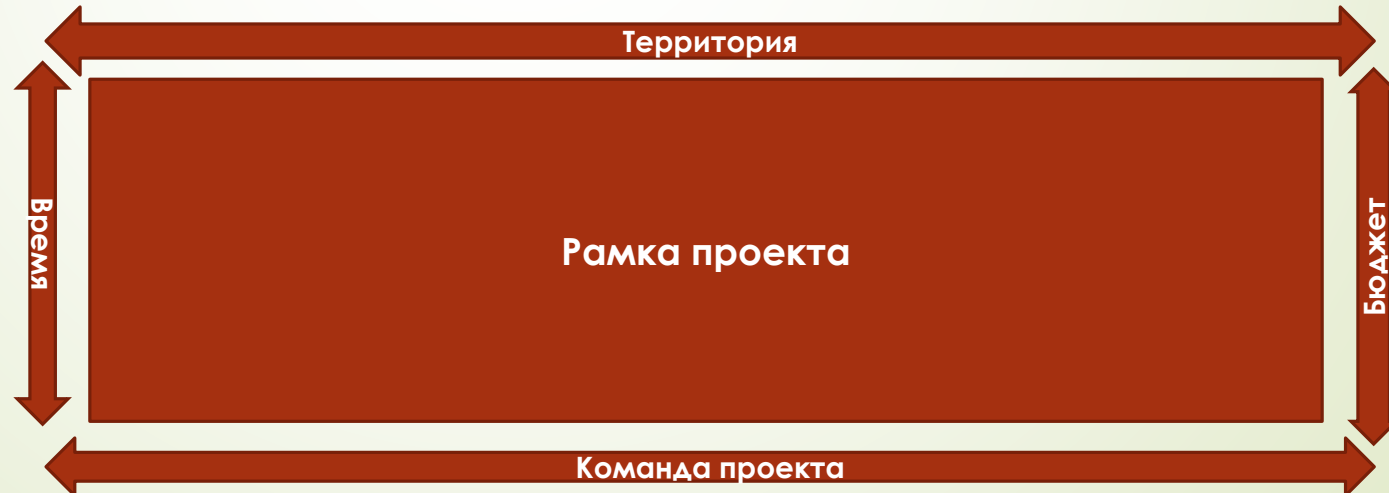 Территория
Время
Рамка проекта
Бюджет
Команда проекта